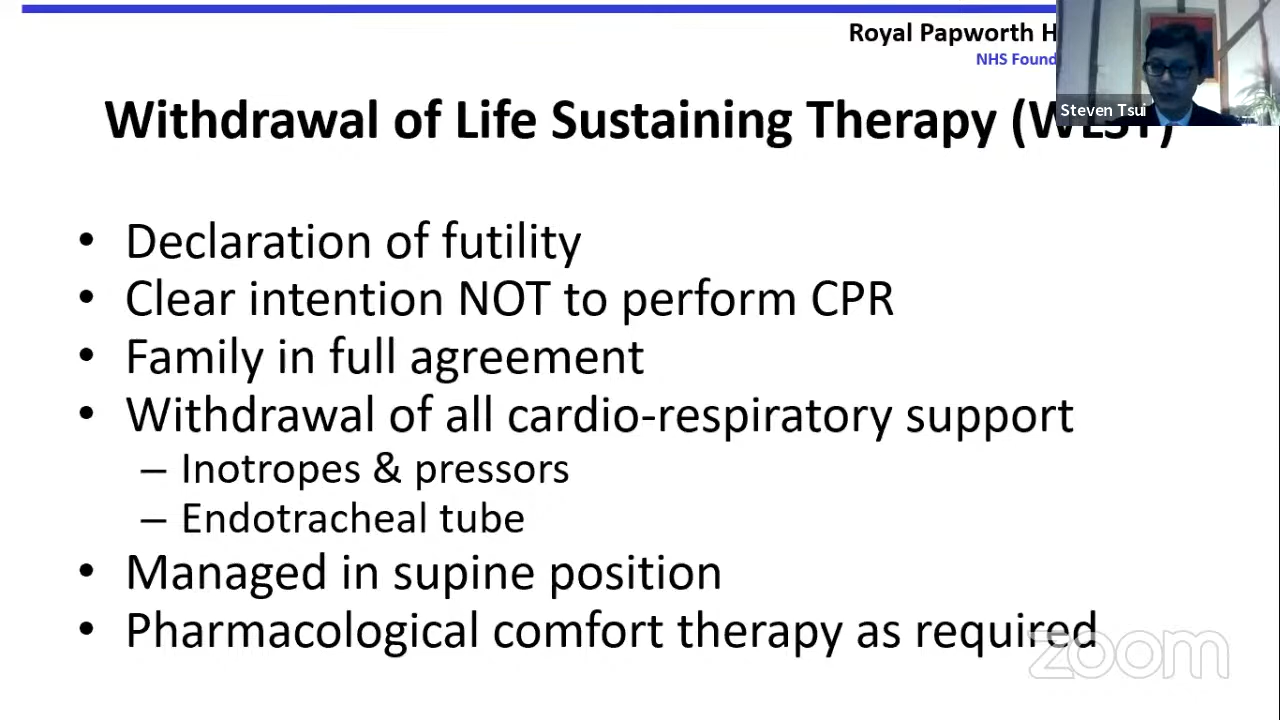 Royal Papworth H
NHS Found
Steven Tsui
Withdrawal of Life Sustaining Therapy (WLST)
• Declaration of futility
• Clear intention NOT to perform CPR
• Family in full agreement
• Withdrawal of all cardio-respiratory support
– Inotropes & pressors
– Endotracheal tube
• Managed in supine position
• Pharmacological comfort therapy as required
zoom